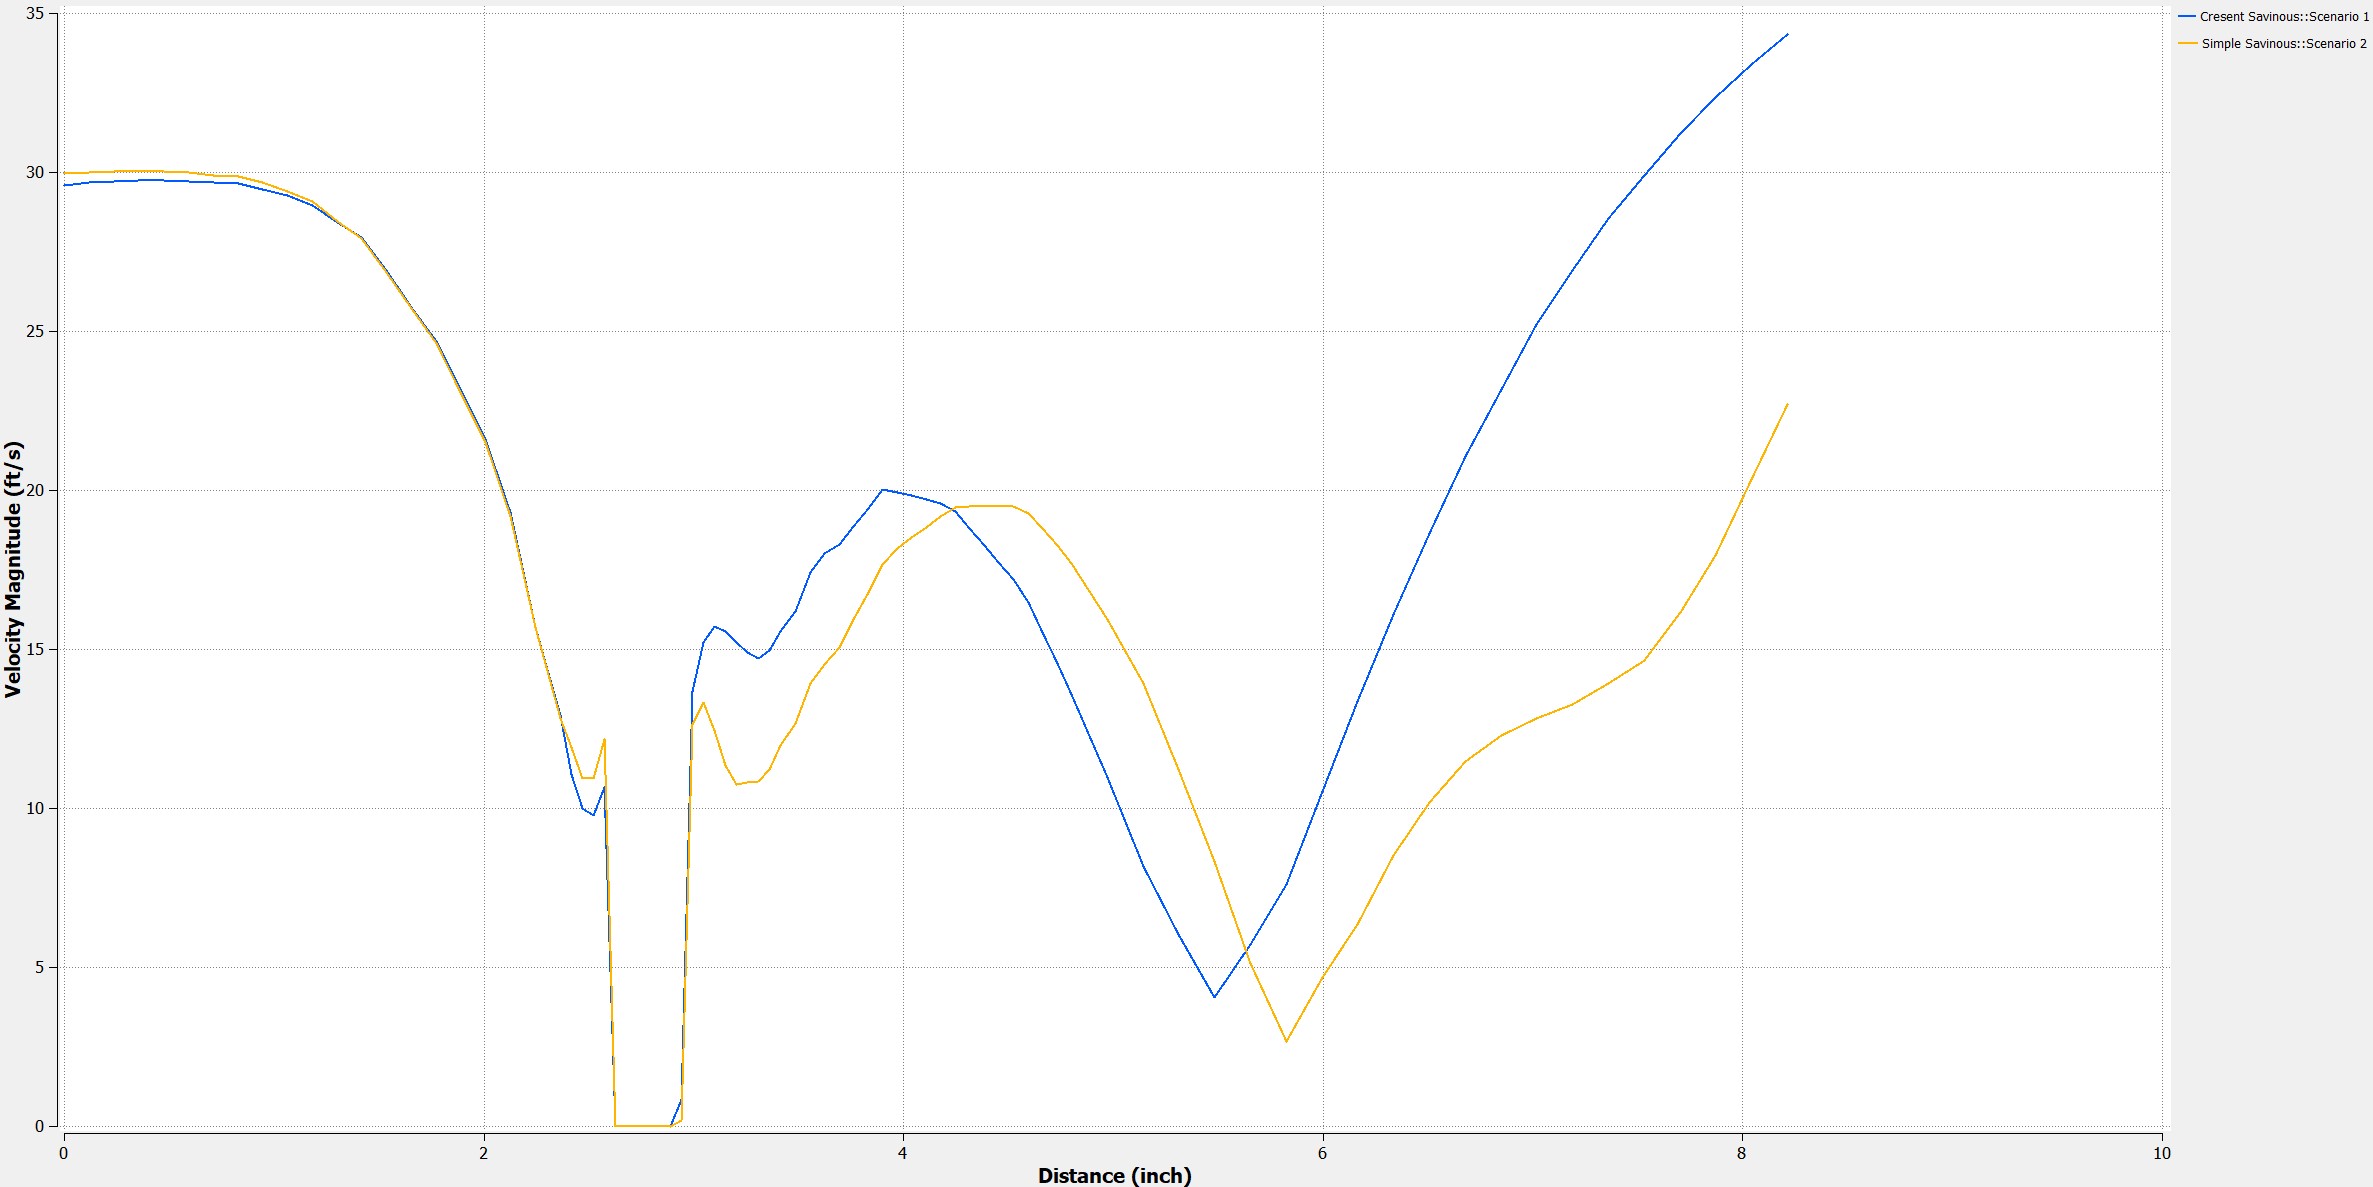 35
Cresent Savinous::Scenario 1
Simple Savinous::Scenario 2
30
25
Velocity Magnitude (ft/s)
20
15
10
5
0
0 2 4 6 8 10
Distance (inch)